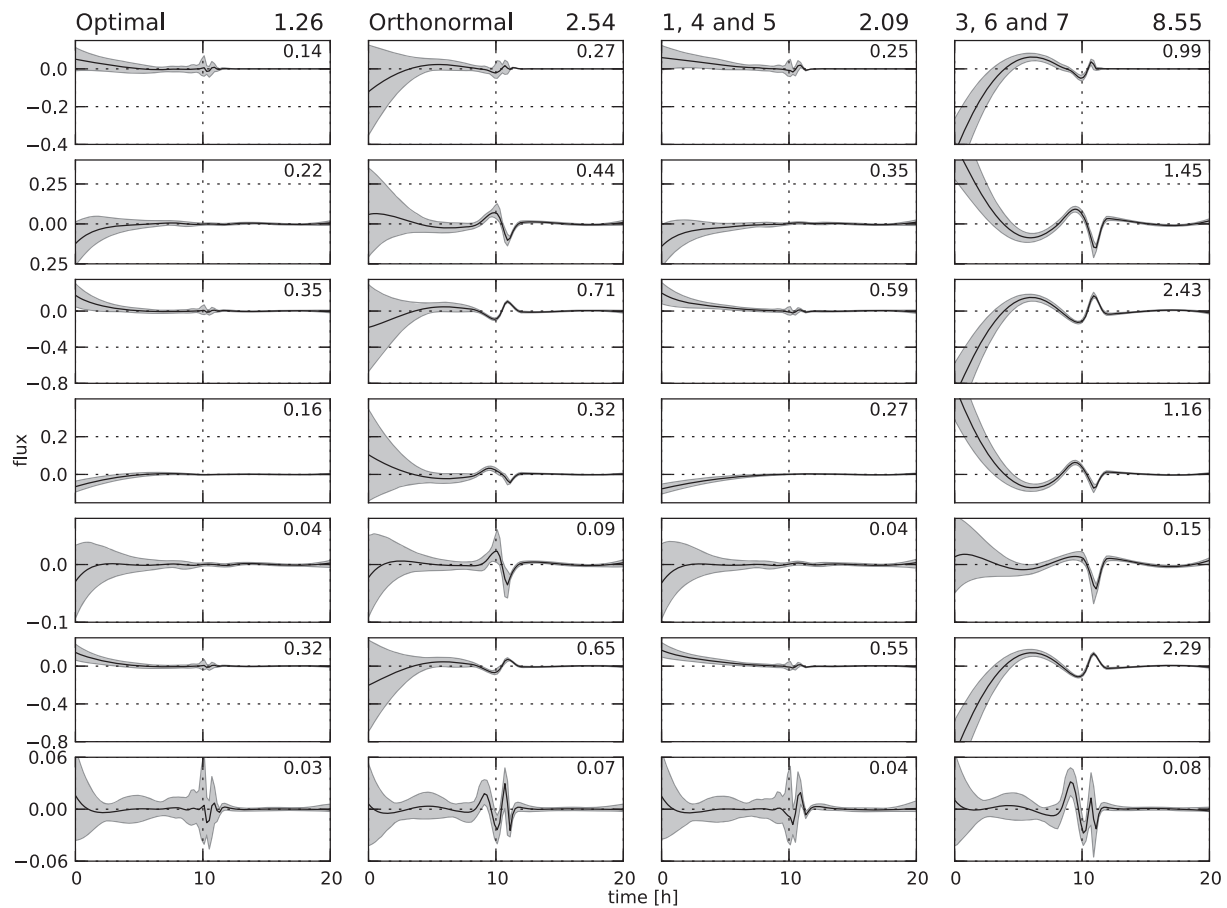 Optimal 1.26 Orthonormal 2.54 1, 4 and 5 2.09 3, 6 and 7 8.55
0.14 0.27 0.25 0.99
0.0
−0.2
−0.4
0.22 0.44 0.35 1.45
0.25
0.00
0.25
0.35 0.71 0.59 2.43
0.0
−0.4
−0.8
0.16 0.32 0.27 1.16
0.2
0.0
flux
0.04 0.09 0.04 0.15
0.0
−0.1
0.32 0.65 0.55 2.29
0.0
−0.4
−0.8
0.03 0.07 0.04 0.08
0.06
0.00
−0.06
0 10 20 0 10 20 0 10 20 0 10 20
time [h]